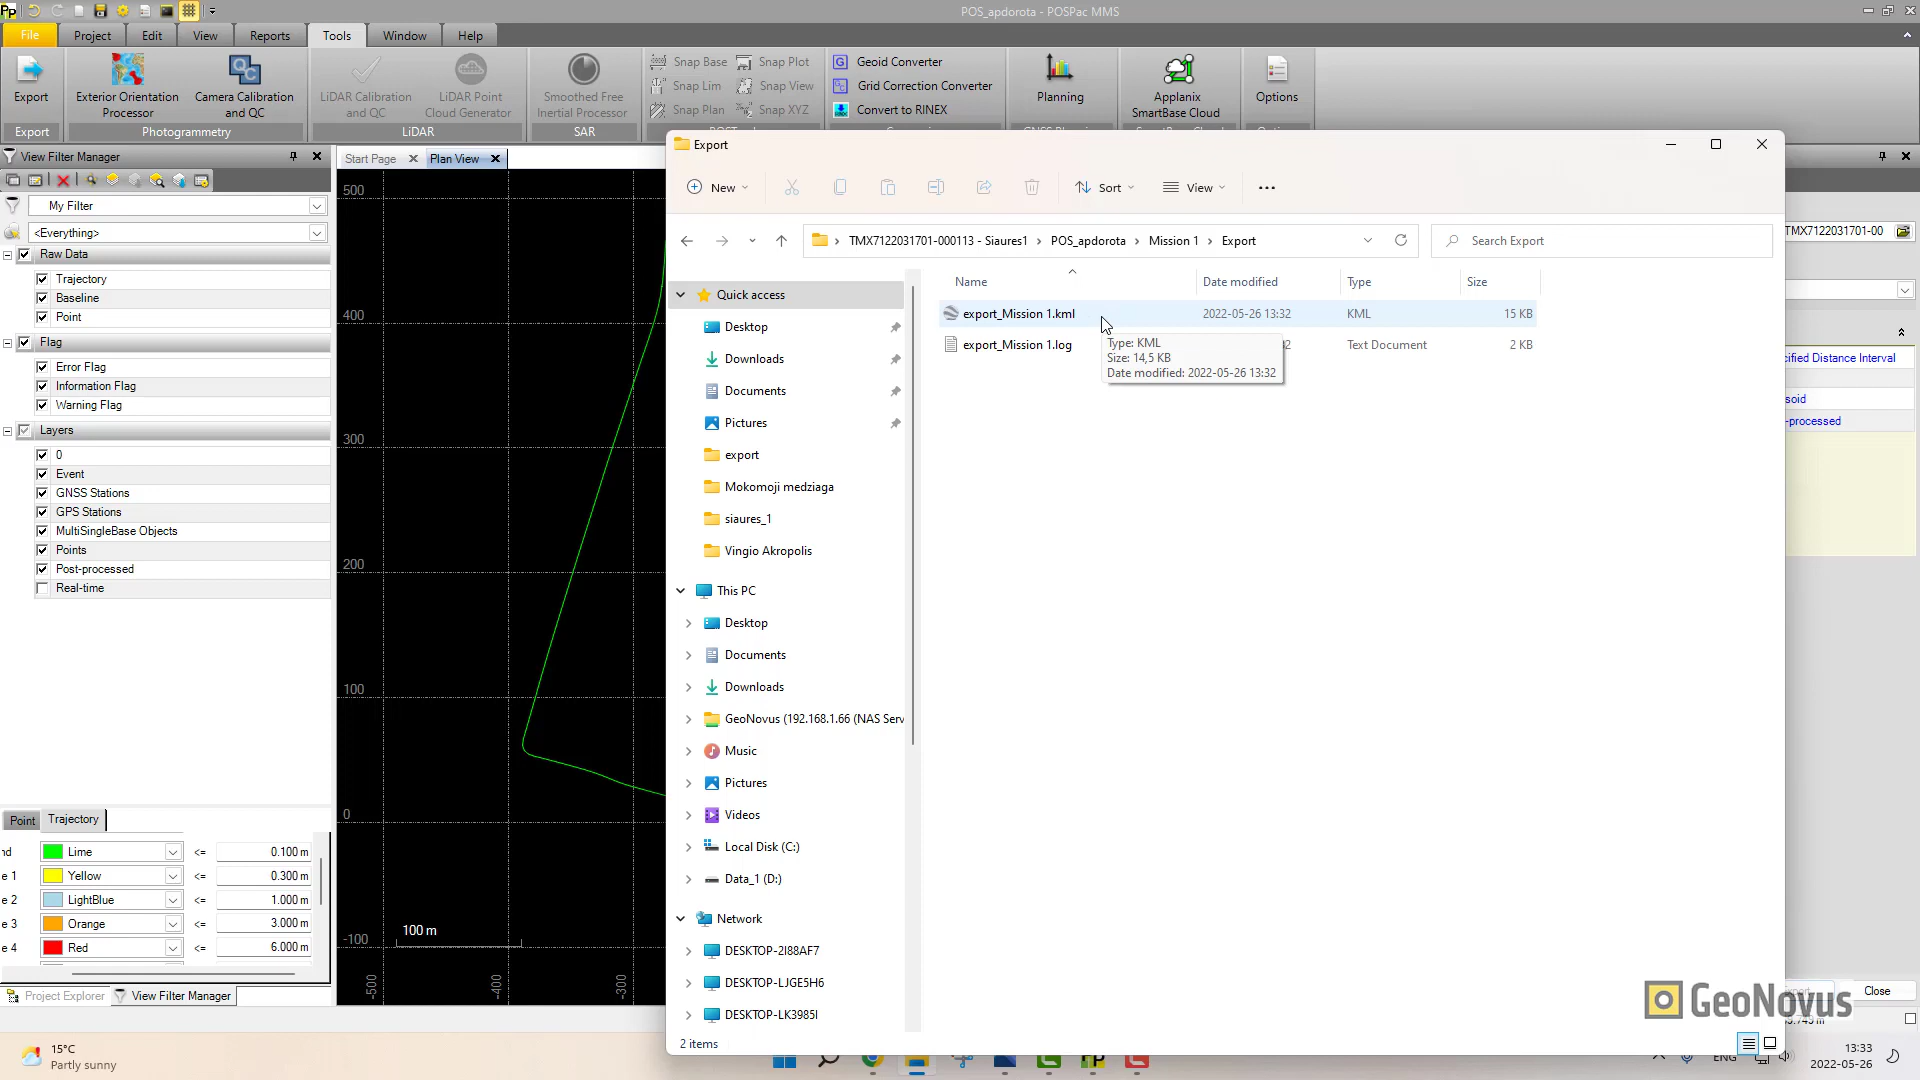 POS_apdorota - POSPac MMS
File Project Edit View Reports Tools Window Help
Export
Exterior Orientation Processor
Camera Calibration and QC
LiDAR Calibration and QC
LiDAR Point Cloud Generator
Smoothed Free Inertial Processor
Snap Base Snap Plot
Snap Lim Snap View
Snap Plan Snap XYZ
Geoid Converter
Grid Correction Converter
Convert to RINEX
Planning
Applanix SmartBase Cloud
Options
Export Photogrammetry LiDAR SAR
View Filter Manager
My Filter
<Everything>
Raw Data
Trajectory
Baseline
Point
Flag
Error Flag
Information Flag
Warning Flag
Layers
0
Event
GNSS Stations
GPS Stations
MultiSingleBase Objects
Points
Post-processed
Real-time
Point Trajectory
nd Lime <= 0.100 m
e 1 Yellow <= 0.300 m
e 2 LightBlue <= 1.000 m
e 3 Orange <= 3.000 m
e 4 Red <= 6.000 m
Project Explorer View Filter Manager
Start Page Plan View
500
400
300
200
100
0
-100
100 m
-500 -400 -300
Export
New Sort View
TMX7122031701-000113 - Siaures1 > POS_apdorota > Mission 1 > Export
Search Export
Quick access
Desktop
Downloads
Documents
Pictures
export
Mokomoji medziaga
siaures_1
Vingio Akropolis
This PC
Desktop
Documents
Downloads
GeoNovus (192.168.1.66 (NAS Serv
Music
Pictures
Videos
Local Disk (C:)
Data_1 (D:)
Network
DESKTOP-2I88AF7
DESKTOP-LJGE5H6
DESKTOP-LK3985I
2 items
Name Date modified Type Size
export_Mission 1.kml 2022-05-26 13:32 KML 15 KB
export_Mission 1.log Text Document 2 KB
Type: KML
Size: 14,5 KB
Date modified: 2022-05-26 13:32
TMX7122031701-00
cified Distance Interval
soid
-processed
Close
GeoNovus
15°C
Partly sunny
ENG
13:33
2022-05-26